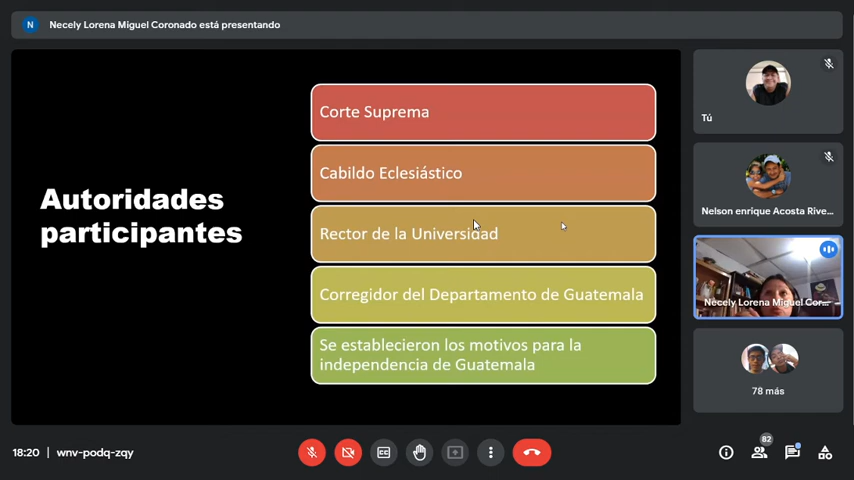 N
Necely Lorena Miguel Coronado está presentando
Autoridades
participantes
Corte Suprema
Cabildo Eclesiástico
Rector de la Universidad
Corregidor del Departamento de Guatemala
Se establecieron los motivos para la
independencia de Guatemala
Tú
Nelson enrique Acosta Rive...
Necely Lorena Miguel Cor...
78 más
18:20 | wnv-podq-zqy
82